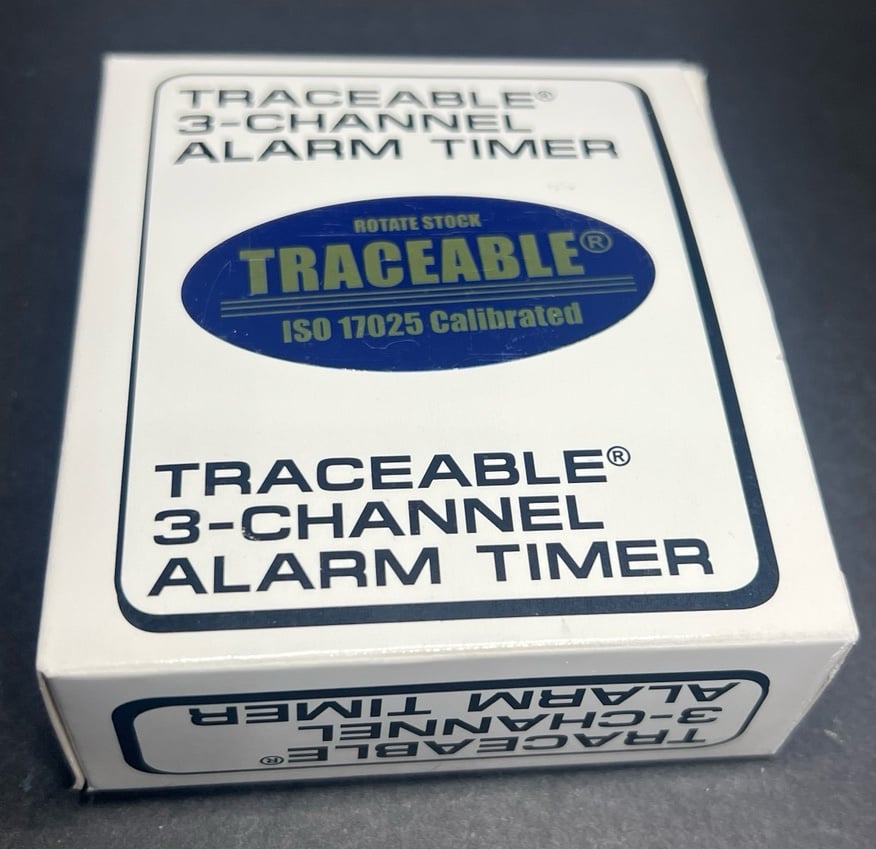 TRACEABLE®
3-CHANNEL
ALARM TIMER
ROTATE STOCK
TRACEABLE®
ISO 17025 Calibrated
TRACEABLE®
3-CHANNEL
ALARM TIMER
TRACEABLE®
3-CHANNEL
ALARM TIMER